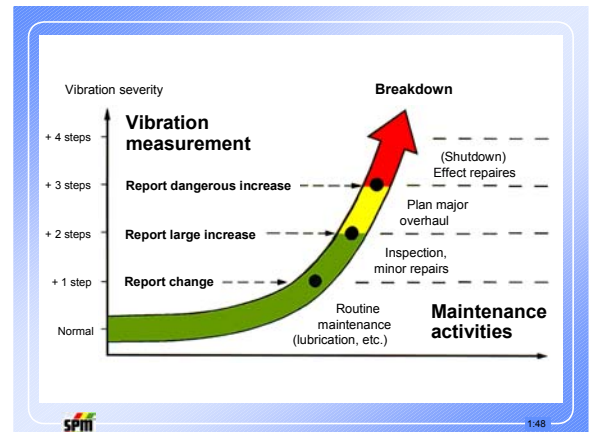 Vibration severity
Breakdown
Vibration
measurement
+ 4 steps
(Shutdown)
Effect repaires
+ 3 steps
Report dangerous increase
Plan major
overhaul
+ 2 steps
Report large increase
Inspection,
minor repairs
+ 1 step
Report change
Routine
maintenance
(lubrication, etc.)
Maintenance
activities
Normal
SPM
1:48